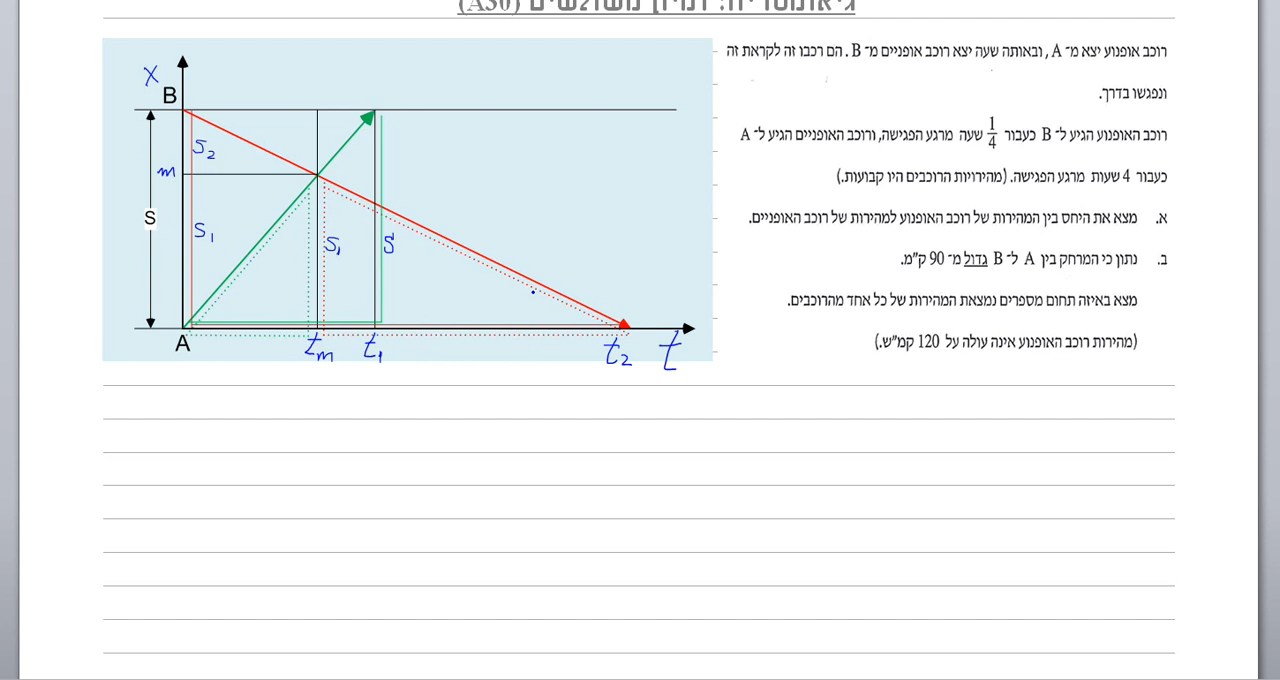 גיאומטריה: דמיון משולשים (A30)
רוכב אופנוע יצא מ־ A , ובאותה שעה יצא רוכב אופניים מ־ B . הם רכבו זה לקראת זה
ונפגשו בדרך.
רוכב האופנוע הגיע ל־ B כעבור 1/4 שעה מרגע הפגישה, ורוכב האופניים הגיע ל־ A
כעבור 4 שעות מרגע הפגישה. (מהירויות הרוכבים היו קבועות.)
א. מצא את היחס בין המהירות של רוכב האופנוע למהירות של רוכב האופניים.
ב. נתון כי המרחק בין A ל־ B גדול מ־ 90 ק"מ.
מצא באיזה תחום מספרים נמצאת המהירות של כל אחד מהרוכבים.
(מהירות רוכב האופנוע אינה עולה על 120 קמ"ש.)
x
B
S2
m
S
S1
S1
S
A
tm
t1
t2
t